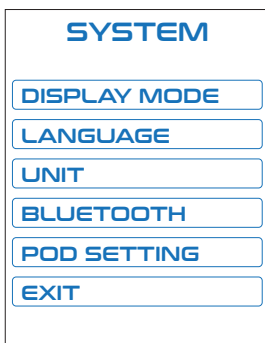 SYSTEM
DISPLAY MODE
LANGUAGE
UNIT
BLUETOOTH
POD SETTING
EXIT